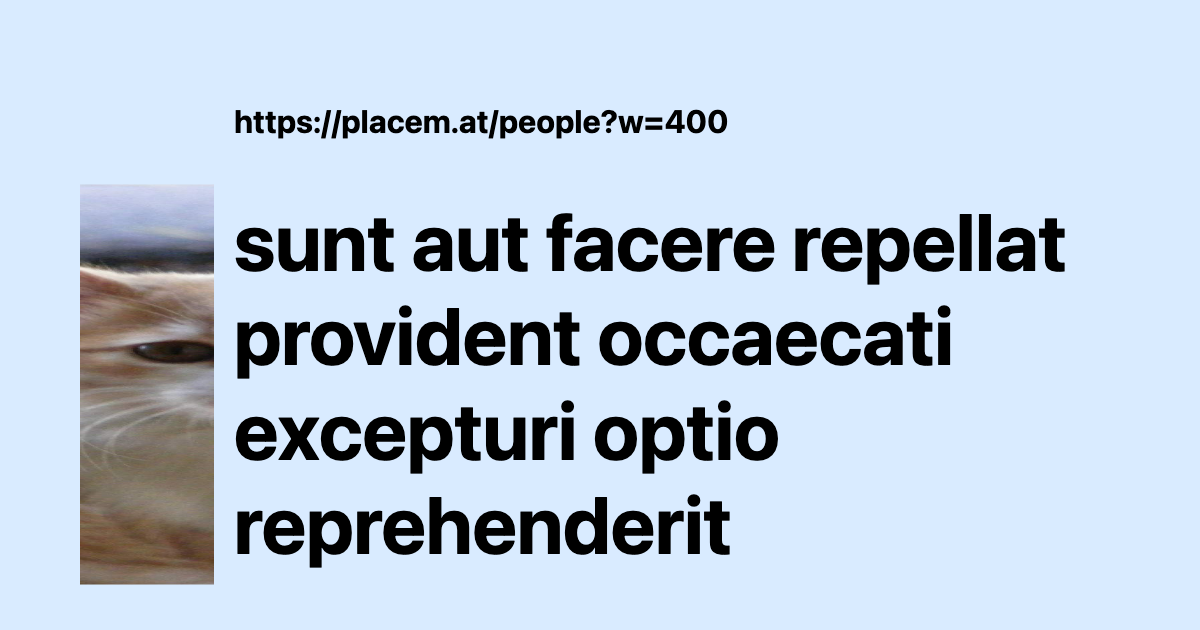 https://placem.at/people?w=400
sunt aut facere repellat
provident occaecati
excepturi optio
reprehenderit